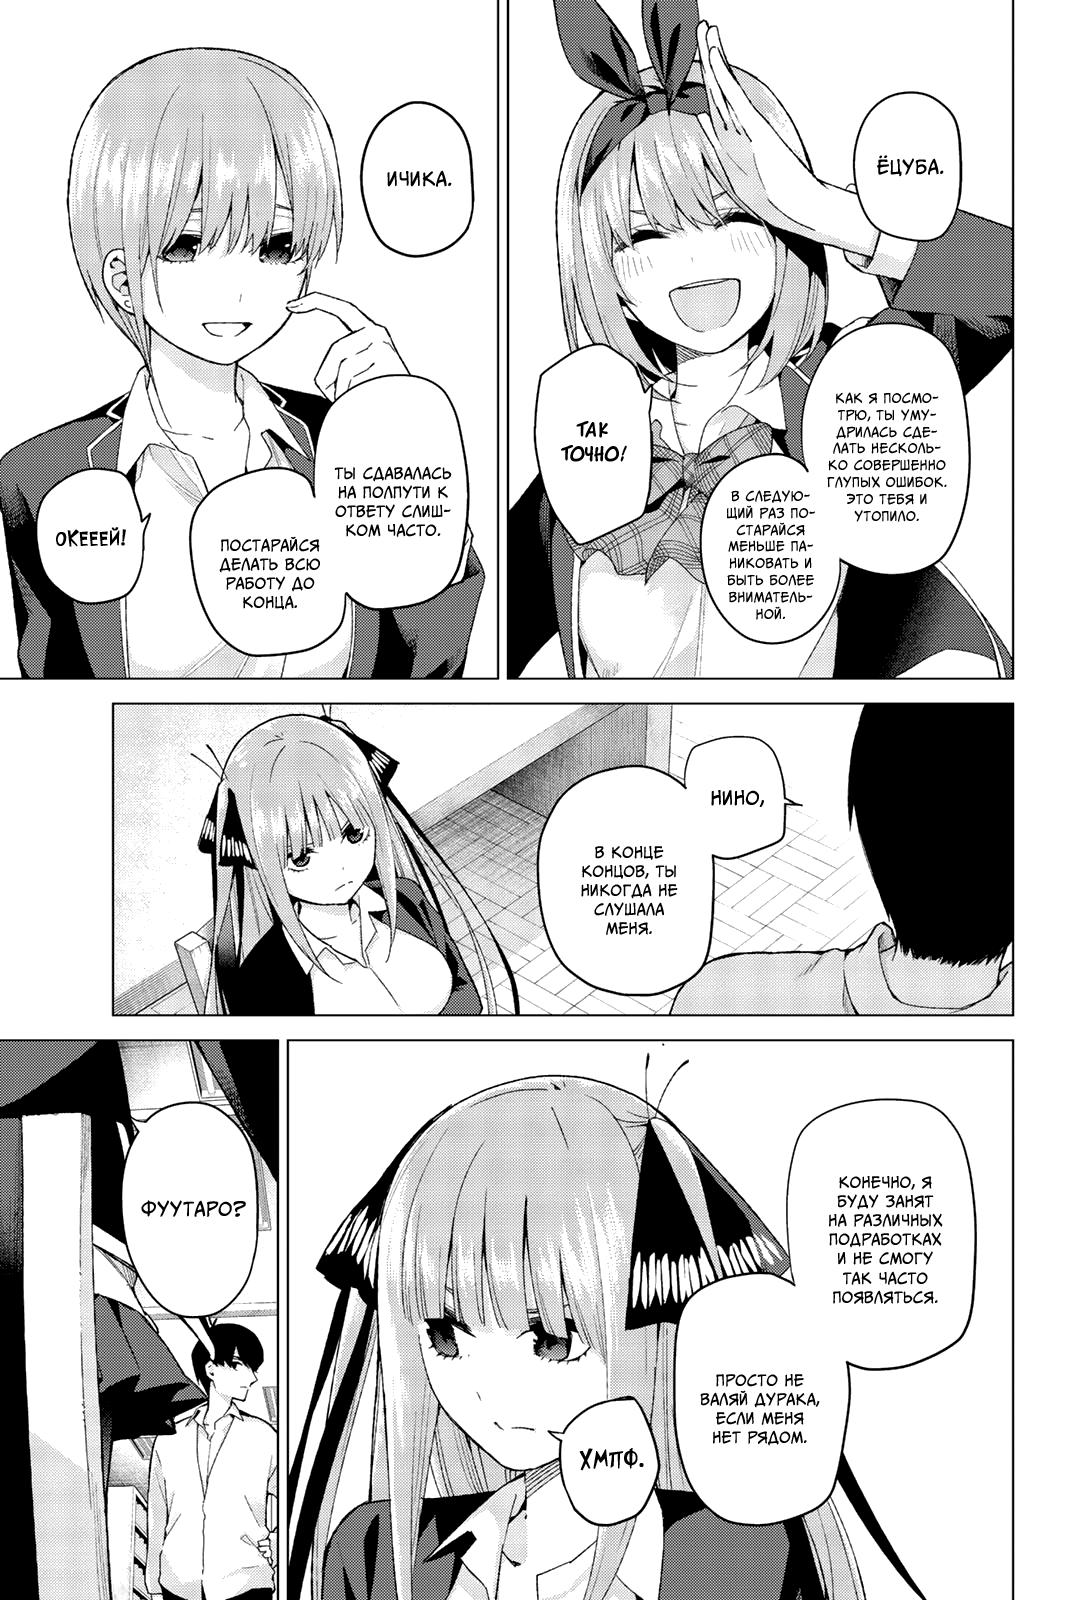 ЁЦУБА.
КАК Я ПОСМО-
ТРЮ, ТЫ УМУ-
ДРИЛАСЬ СДЕ-
ЛАТЬ НЕСКОЛЬ-
КО СОВЕРШЕННО
ГЛУПЫХ ОШИБОК.
ЭТО ТЕБЯ И
УТОПИЛО.
В СЛЕДУЮ-
ЩИЙ РАЗ ПО-
СТАРАЙСЯ
МЕНЬШЕ ПА-
НИКОВАТЬ И
БЫТЬ БОЛЕЕ
ВНИМАТЕЛЬ-
НОЙ.
ТАК
ТОЧНО!
ИЧИКА.
ТЫ СДАВАЛАСЬ
НА ПОЛПУТИ К
ОТВЕТУ СЛИШ-
КОМ ЧАСТО.
ПОСТАРАЙСЯ
ДЕЛАТЬ ВСЮ
РАБОТУ ДО
КОНЦА.
ОКЕЕЕЙ!
НИНО,
В КОНЦЕ
КОНЦОВ, ТЫ
НИКОГДА НЕ
СЛУШАЛА
МЕНЯ.
КОНЕЧНО, Я
БУДУ ЗАНЯТ
НА РАЗЛИЧНЫХ
ПОДРАБОТКАХ
И НЕ СМОГУ
ТАК ЧАСТО
ПОЯВЛЯТЬСЯ.
ПРОСТО НЕ
ВАЛЯЙ ДУРАКА,
ЕСЛИ МЕНЯ
НЕТ РЯДОМ.
ХМПФ.
ФУУТАРО?